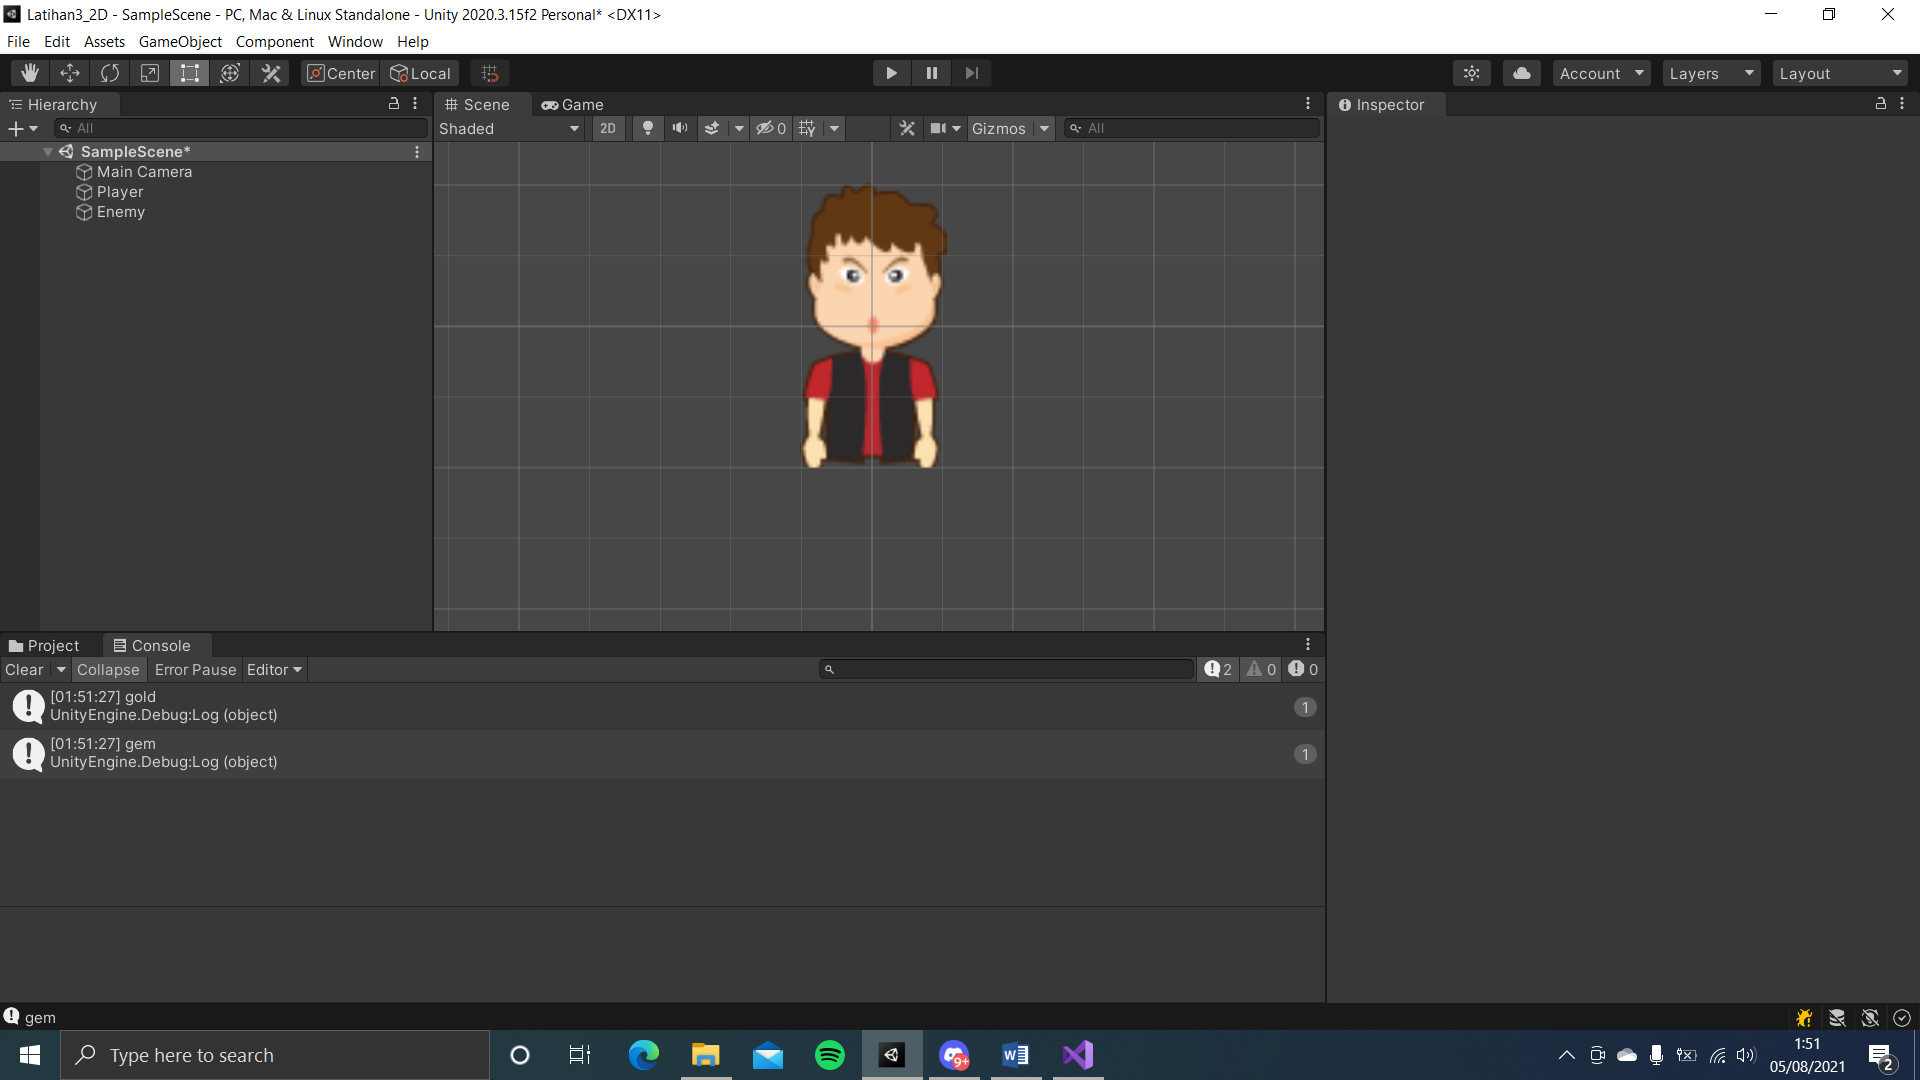 Latihan3_2D - SampleScene - PC, Mac & Linux Standalone - Unity 2020.3.15f2 Personal* <DX11>
File Edit Assets GameObject Component Window Help
Center Local Account Layers Layout
Hierarchy
All
SampleScene*
Main Camera
Player
Enemy
Scene Game
Shaded 2D 0 Gizmos All
Inspector
Project Console
Clear Collapse Error Pause Editor 2 0 0
[01:51:27] gold
UnityEngine.Debug:Log (object)
1
[01:51:27] gem
UnityEngine.Debug:Log (object)
1
gem
Type here to search
9+
1:51
05/08/2021
2